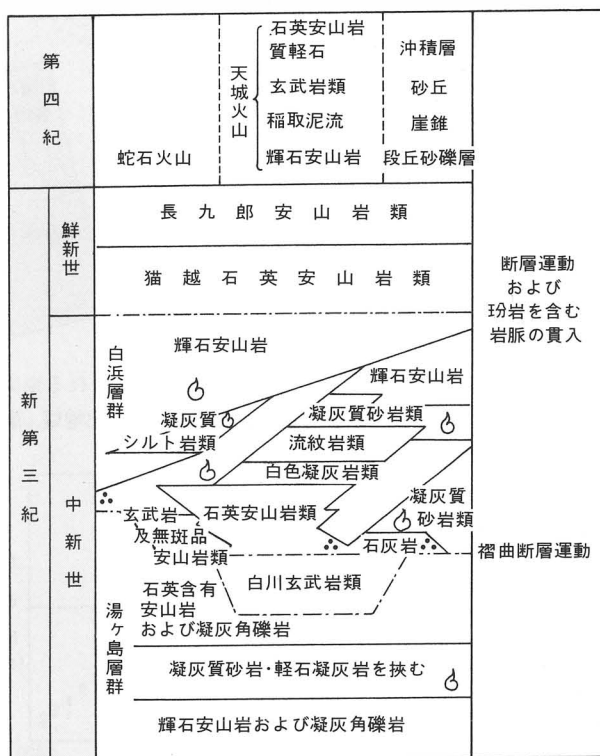 第四紀
蛇石火山
天城火山
石英安山岩
質軽石
玄武岩類
稲取泥流
輝石安山岩
沖積層
砂丘
崖錐
段丘砂礫層
新第三紀
鮮新世
長九郎安山岩類
猫越石英安山岩類
断層運動
および
玢岩を含む
岩脈の貫入
中新世
白浜層群
輝石安山岩
輝石安山岩
凝灰質
シルト岩類
凝灰質砂岩類
流紋岩類
白色凝灰岩類
凝灰質
砂岩類
玄武岩
及無斑品
安山岩類
石英安山岩類
石灰岩
褶曲断層運動
湯ヶ島層群
白川玄武岩類
石英含有
安山岩
および凝灰角礫岩
凝灰質砂岩・軽石凝灰岩を挟む
輝石安山岩および凝灰角礫岩